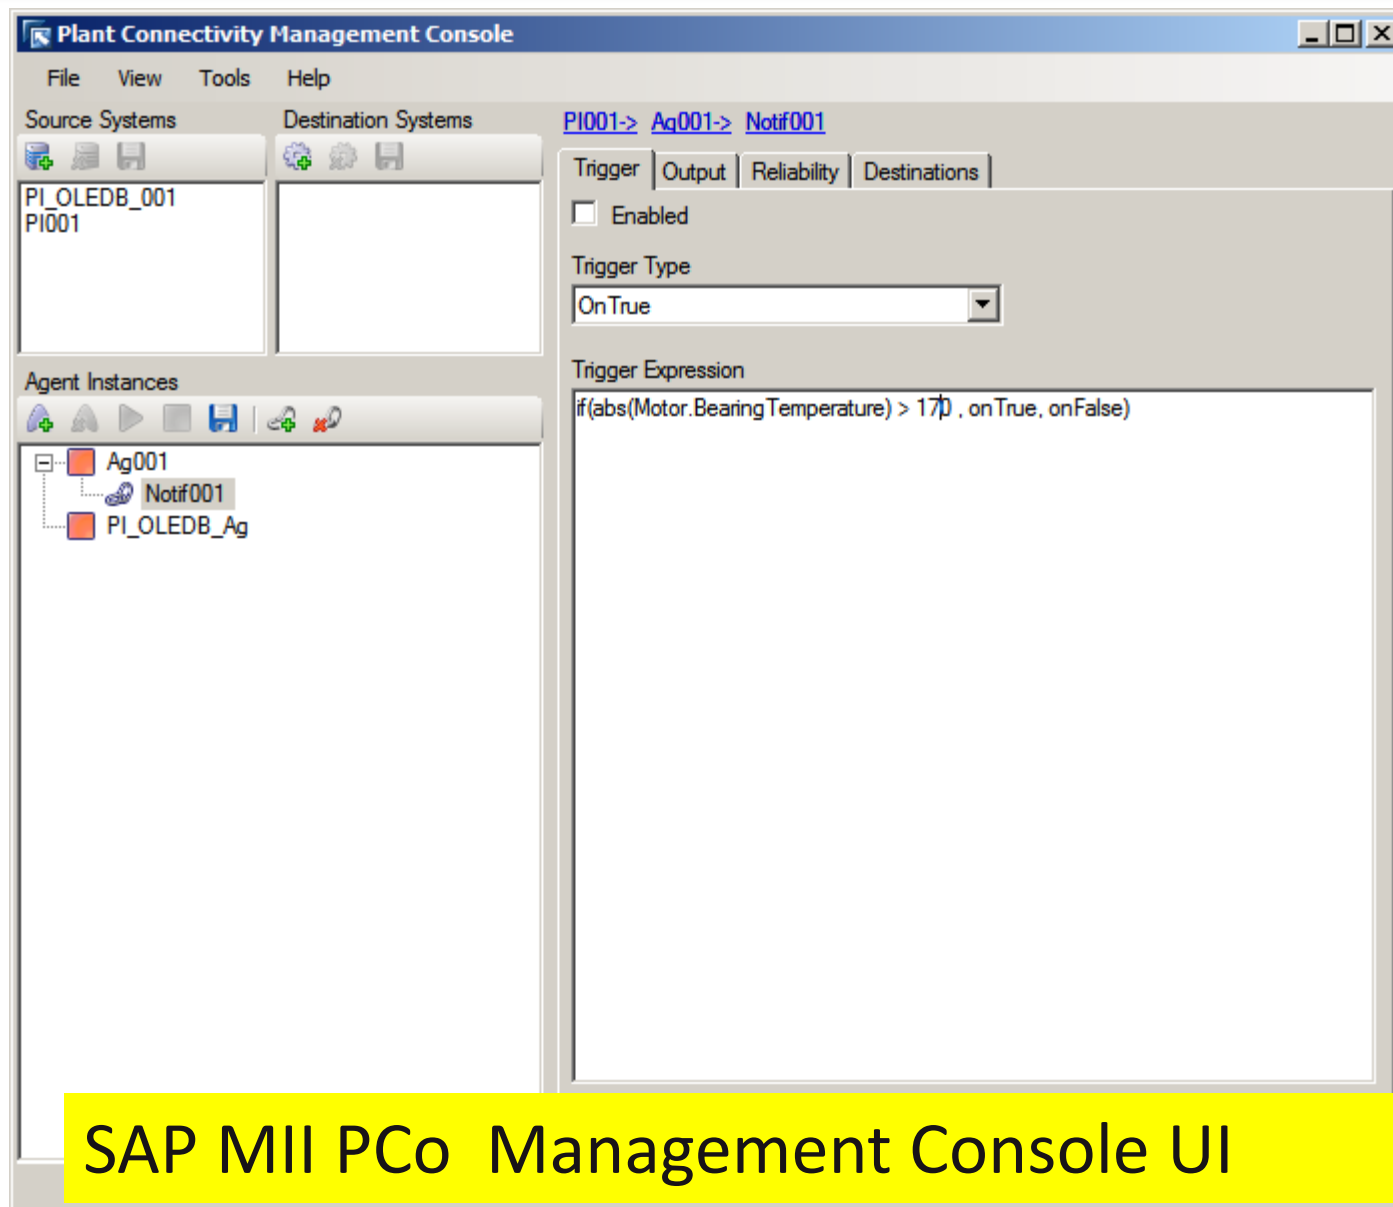 Plant Connectivity Management Console
File View Tools Help
Source Systems
Destination Systems
PI_OLEDB_001
PI001
Agent Instances
Ag001
Notif001
PI_OLEDB_Ag
PI001-> Ag001-> Notif001
Trigger Output Reliability Destinations
Enabled
Trigger Type
OnTrue
Trigger Expression
if(abs(Motor.BearingTemperature) > 170 , onTrue, onFalse)
SAP MII PCo Management Console UI